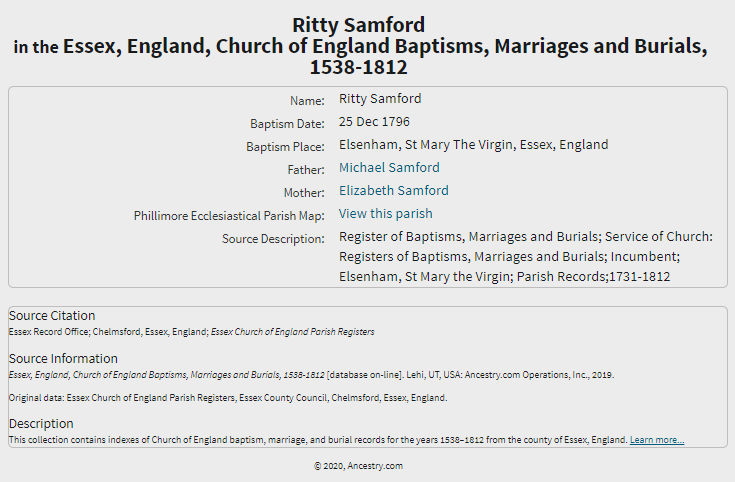 Ritty Samford
in the Essex, England, Church of England Baptisms, Marriages and Burials,
1538-1812
Name: Ritty Samford
Baptism Date: 25 Dec 1796
Baptism Place: Elsenham, St Mary The Virgin, Essex, England
Father: Michael Samford
Mother: Elizabeth Samford
Phillimore Ecclesiastical Parish Map: View this parish
Source Description: Register of Baptisms, Marriages and Burials; Service of Church:
Registers of Baptisms, Marriages and Burials; Incumbent;
Elsenham, St Mary the Virgin; Parish Records;1731-1812
Source Citation
Essex Record Office; Chelmsford, Essex, England; Essex Church of England Parish Registers
Source Information
Essex, England, Church of England Baptisms, Marriages and Burials, 1538-1812 [database on-line]. Lehi, UT, USA: Ancestry.com Operations, Inc., 2019.
Original data: Essex Church of England Parish Registers, Essex County Council, Chelmsford, Essex, England.
Description
This collection contains indexes of Church of England baptism, marriage, and burial records for the years 1538–1812 from the county of Essex, England. Learn more...
© 2020, Ancestry.com